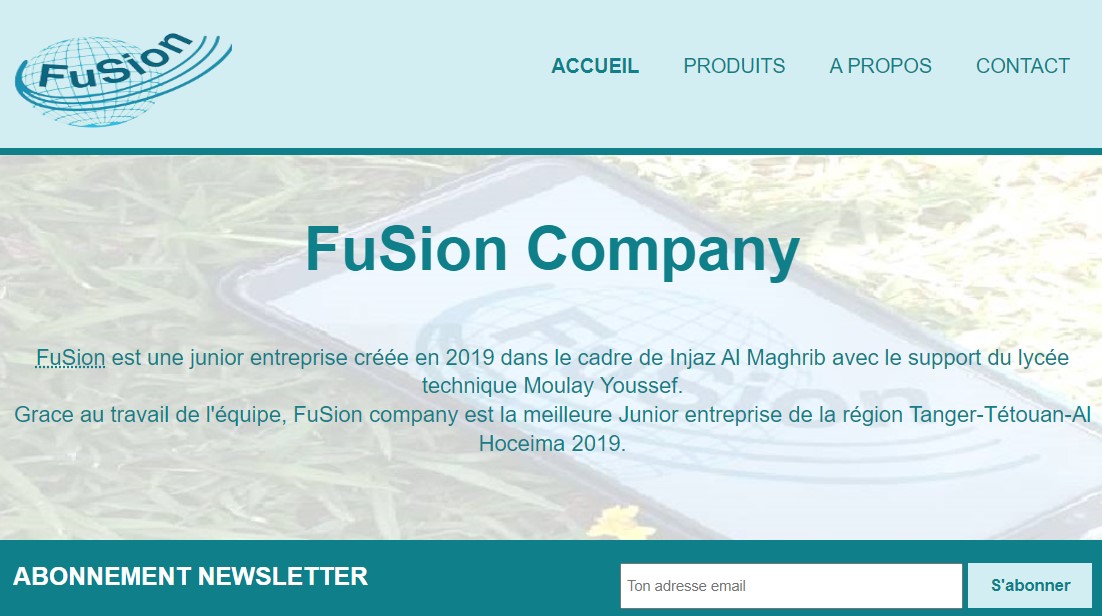 FuSion
ACCUEIL PRODUITS A PROPOS CONTACT
FuSion Company
FuSion est une junior entreprise créée en 2019 dans le cadre de Injaz Al Maghrib avec le support du lycée
technique Moulay Youssef.
Grace au travail de l'équipe, FuSion company est la meilleure Junior entreprise de la région Tanger-Tétouan-Al
Hoceima 2019.
FuSion
ABONNEMENT NEWSLETTER
Ton adresse email
S'abonner